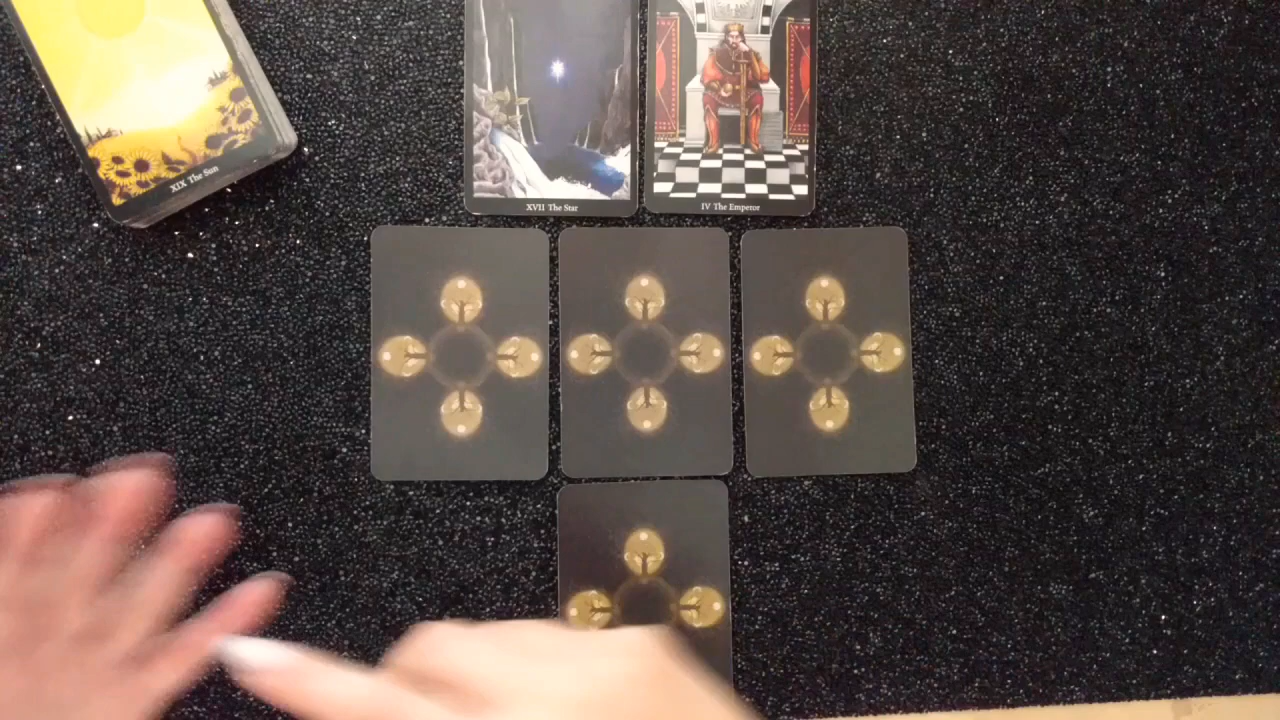 XIX The Sun
XVII The Star
IV The Emperor